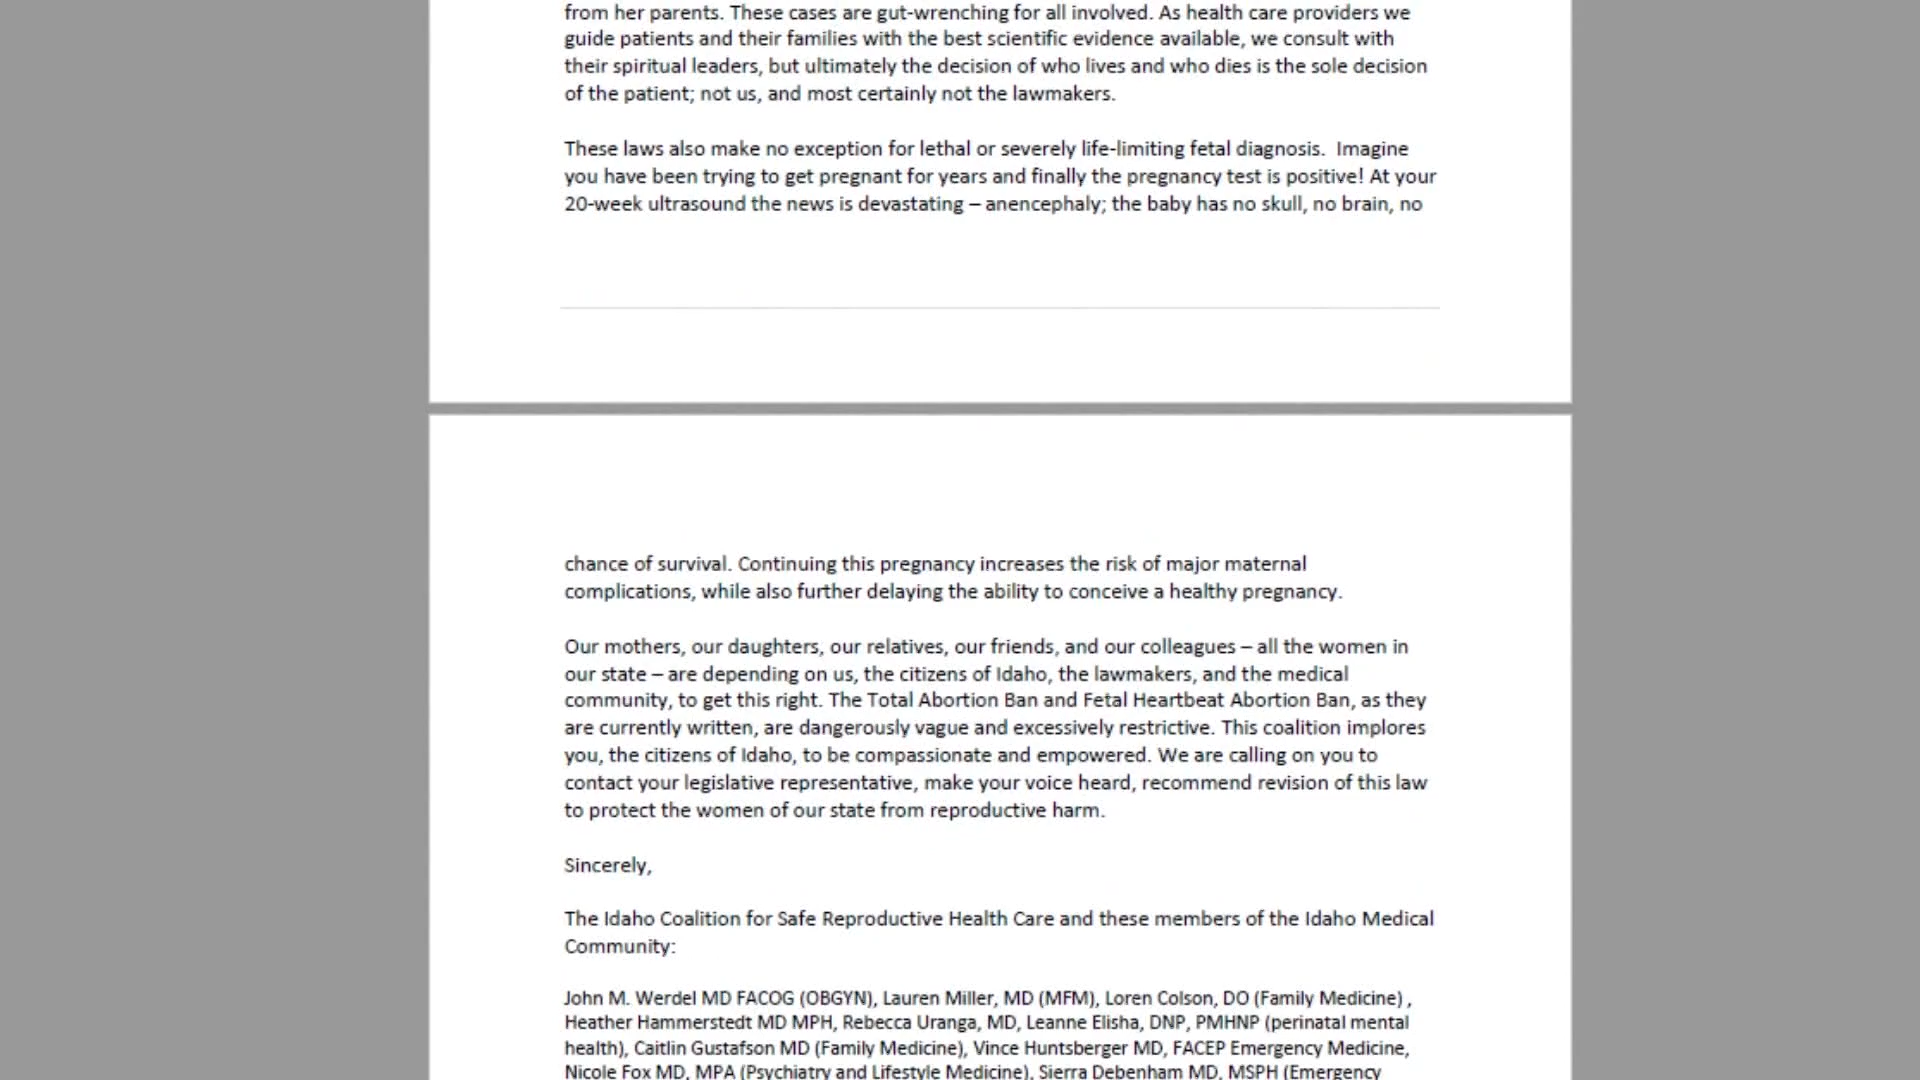 from her parents. These cases are gut-wrenching for all involved. As health care providers we
guide patients and their families with the best scientific evidence available, we consult with
their spiritual leaders, but ultimately the decision of who lives and who dies is the sole decision
of the patient; not us, and most certainly not the lawmakers.
These laws also make no exception for lethal or severely life-limiting fetal diagnosis.  Imagine
you have been trying to get pregnant for years and finally the pregnancy test is positive! At your
20-week ultrasound the news is devastating – anencephaly; the baby has no skull, no brain, no
chance of survival. Continuing this pregnancy increases the risk of major maternal
complications, while also further delaying the ability to conceive a healthy pregnancy.
Our mothers, our daughters, our relatives, our friends, and our colleagues – all the women in
our state – are depending on us, the citizens of Idaho, the lawmakers, and the medical
community, to get this right. The Total Abortion Ban and Fetal Heartbeat Abortion Ban, as they
are currently written, are dangerously vague and excessively restrictive. This coalition implores
you, the citizens of Idaho, to be compassionate and empowered. We are calling on you to
contact your legislative representative, make your voice heard, recommend revision of this law
to protect the women of our state from reproductive harm.
Sincerely,
The Idaho Coalition for Safe Reproductive Health Care and these members of the Idaho Medical
Community:
John M. Werdel MD FACOG (OBGYN), Lauren Miller, MD (MFM), Loren Colson, DO (Family Medicine) ,
Heather Hammerstedt MD MPH, Rebecca Uranga, MD, Leanne Elisha, DNP, PMHNP (perinatal mental
health), Caitlin Gustafson MD (Family Medicine), Vince Huntsberger MD, FACEP Emergency Medicine,
Nicole Fox MD, MPA (Psychiatry and Lifestyle Medicine), Sierra Debenham MD, MSPH (Emergency